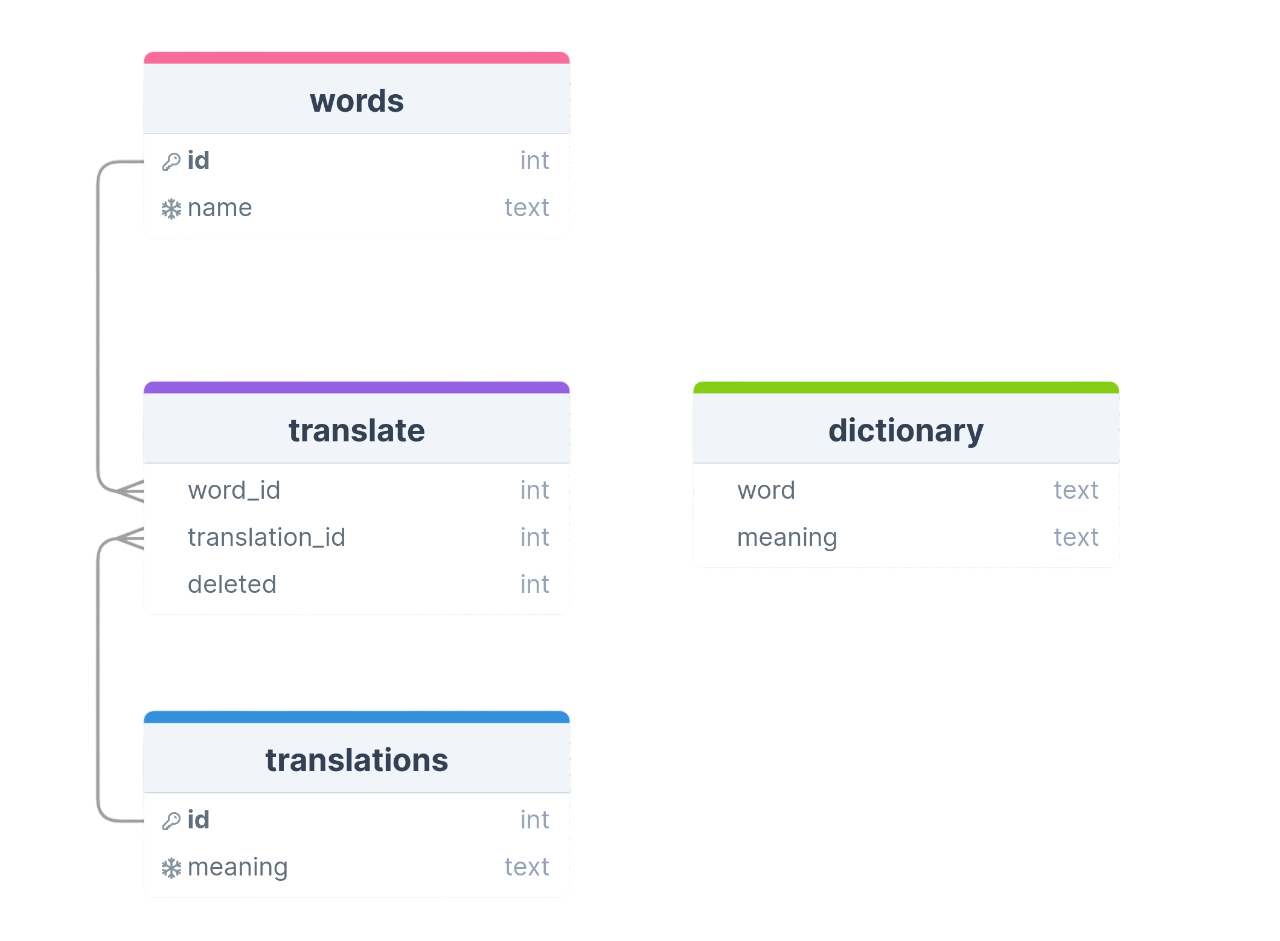 words
id int
name text
translate
word_id int
translation_id int
deleted int
dictionary
word text
meaning text
translations
id int
meaning text